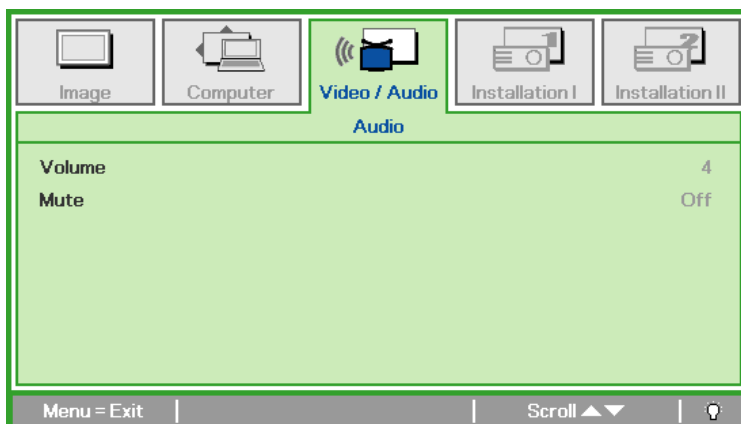 Image
Computer
Video / Audio
Installation I
Installation II
Audio
Volume 4
Mute Off
Menu = Exit
Scroll ▲▼